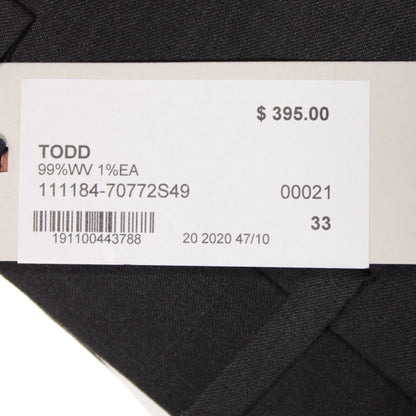 $ 395.00
TODD
99%WV 1%EA
111184-70772S49 00021
33
191100443788 20 2020 47/10